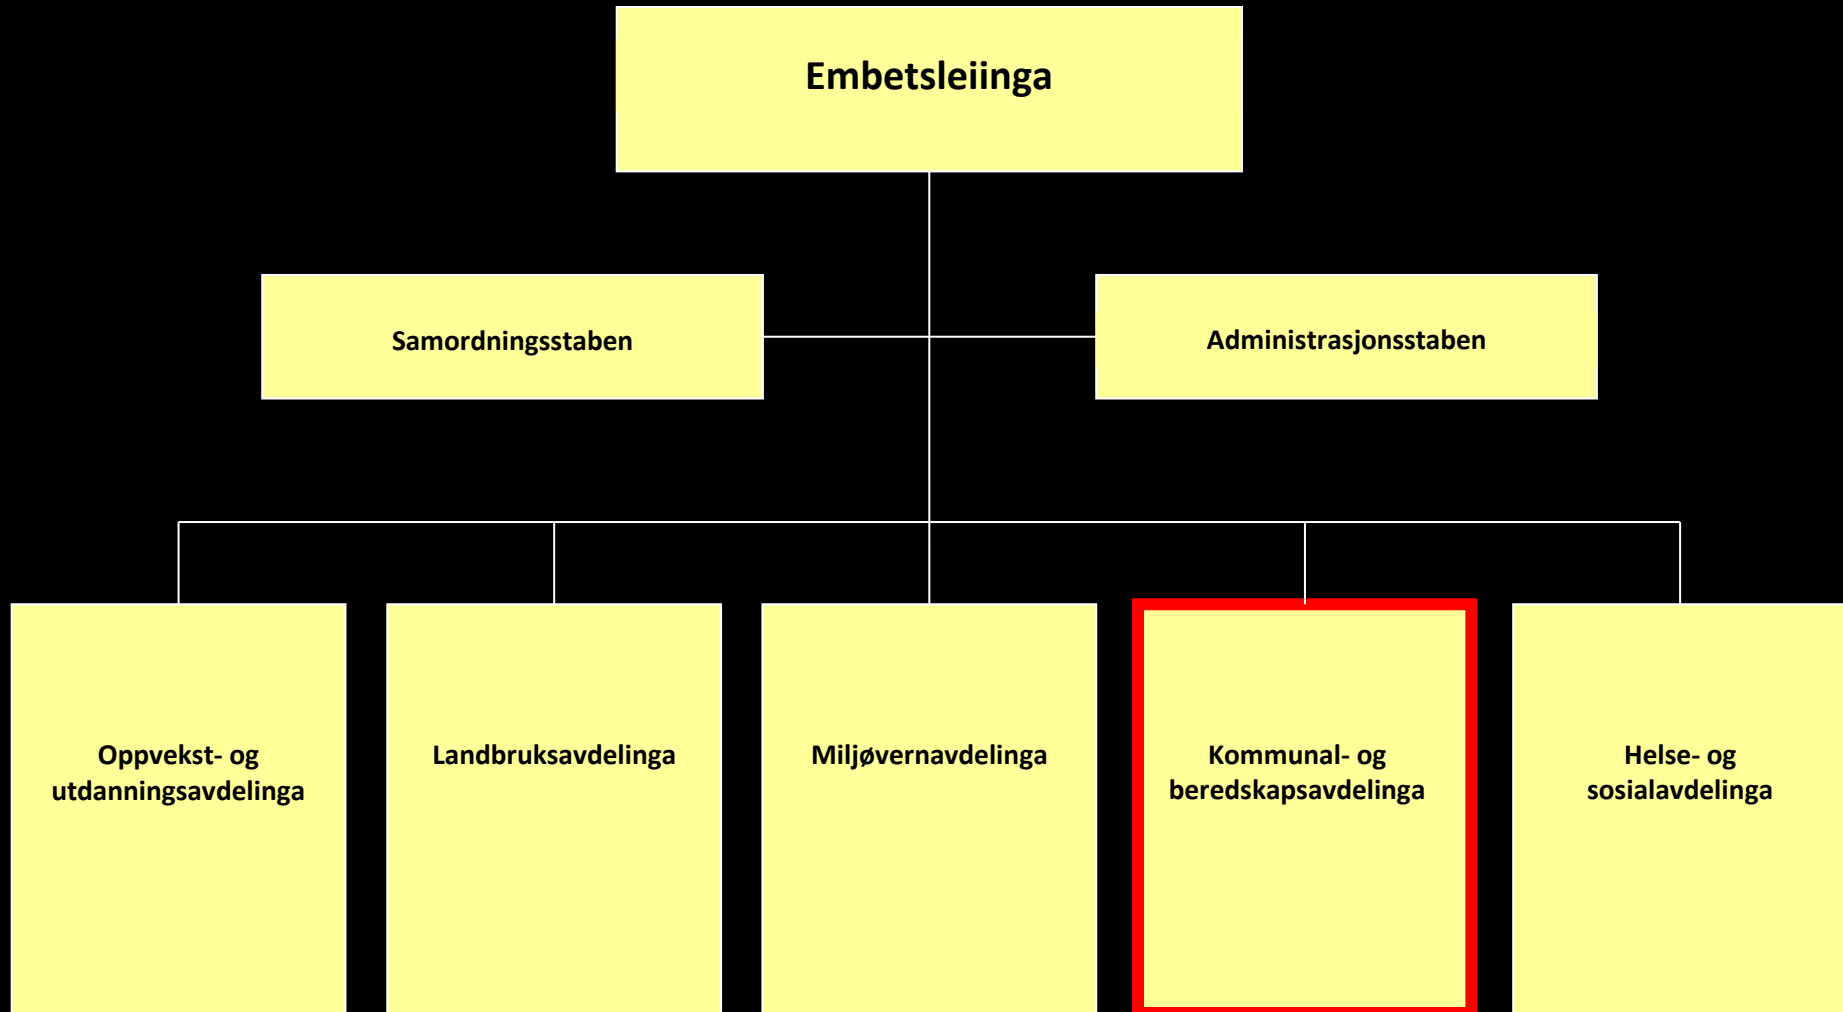 Embetsleiinga
Samordningsstaben
Administrasjonsstaben
Oppvekst- og
utdanningsavdelinga
Landbruksavdelinga
Miljøvernavdelinga
Kommunal- og
beredskapsavdelinga
Helse- og
sosialavdelinga